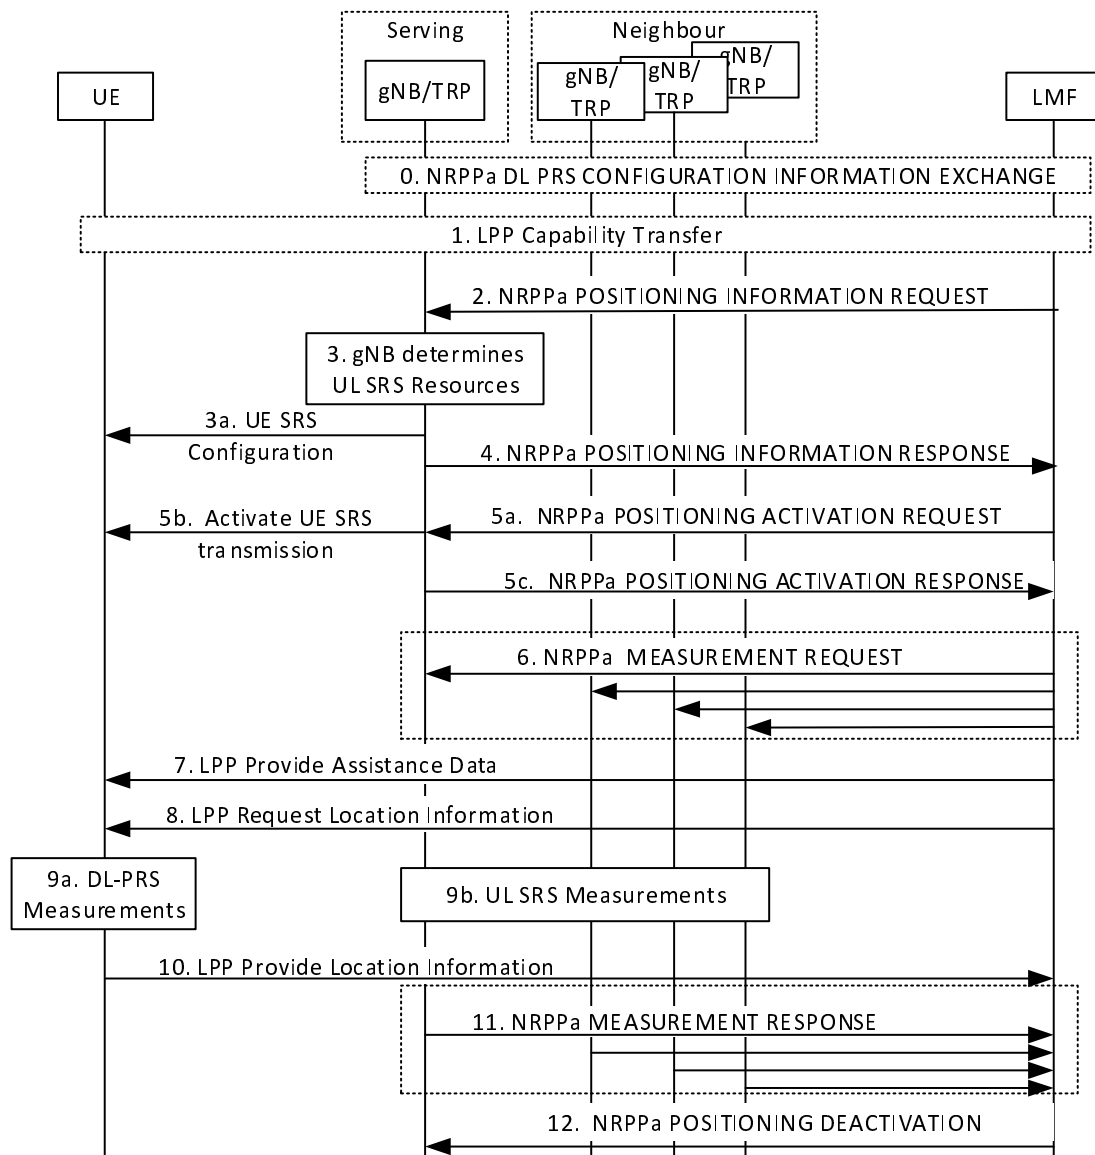 Serving
Neighbour
gNB/
TRP
gNB/
TRP
gNB/
TRP
UE
gNB/TRP
LMF
0. NRPPa DL PRS CONFIGURATION INFORMATION EXCHANGE
1. LPP Capability Transfer
2. NRPPa POSITIONING INFORMATION REQUEST
3. gNB determines
UL SRS Resources
3a. UE SRS
Configuration
4. NRPPa POSITIONING INFORMATION RESPONSE
5b. Activate UE SRS
transmission
5a. NRPPa POSITIONING ACTIVATION REQUEST
5c. NRPPa POSITIONING ACTIVATION RESPONSE
6. NRPPa MEASUREMENT REQUEST
7. LPP Provide Assistance Data
8. LPP Request Location Information
9a. DL-PRS
Measurements
9b. UL SRS Measurements
10. LPP Provide Location Information
11. NRPPa MEASUREMENT RESPONSE
12. NRPPa POSITIONING DEACTIVATION